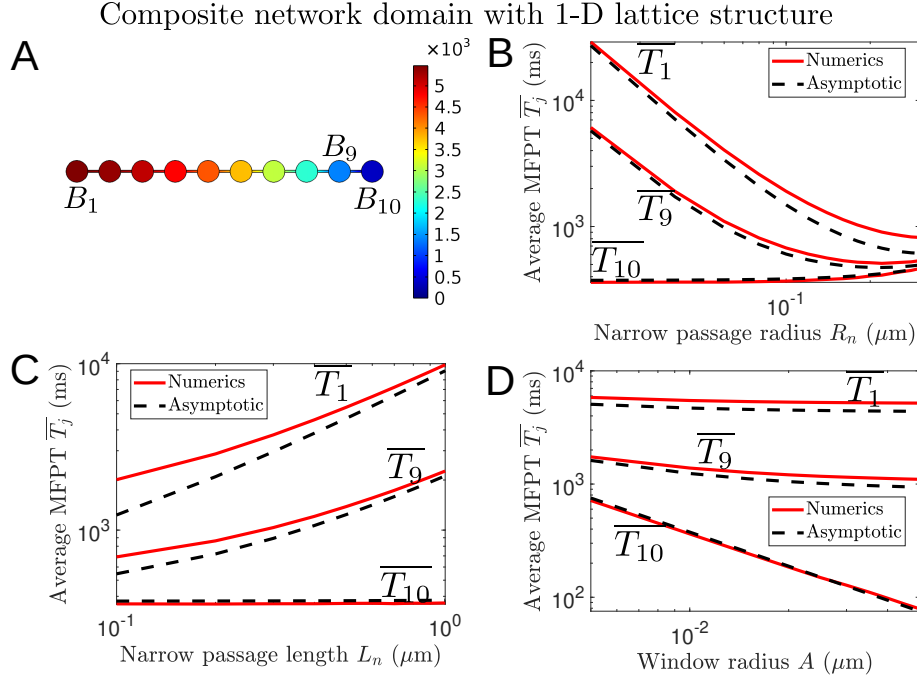 Composite network domain with 1-D lattice structure
A
×10³
5
4.5
4
3.5
3
2.5
2
1.5
1
0.5
0
B₁
B₉
B₁₀
B
Average MFPT T̅ⱼ (ms)
10⁴
10³
10⁻¹
Narrow passage radius Rₙ (μm)
T̅₁
T̅₉
T̅₁₀
Numerics
Asymptotic
C
Average MFPT T̅ⱼ (ms)
10⁴
10³
10⁻¹
10⁰
Narrow passage length Lₙ (μm)
Numerics
Asymptotic
T̅₁
T̅₉
T̅₁₀
D
Average MFPT T̅ⱼ (ms)
10⁴
10³
10²
10⁻²
Window radius A (μm)
T̅₁
T̅₉
T̅₁₀
Numerics
Asymptotic